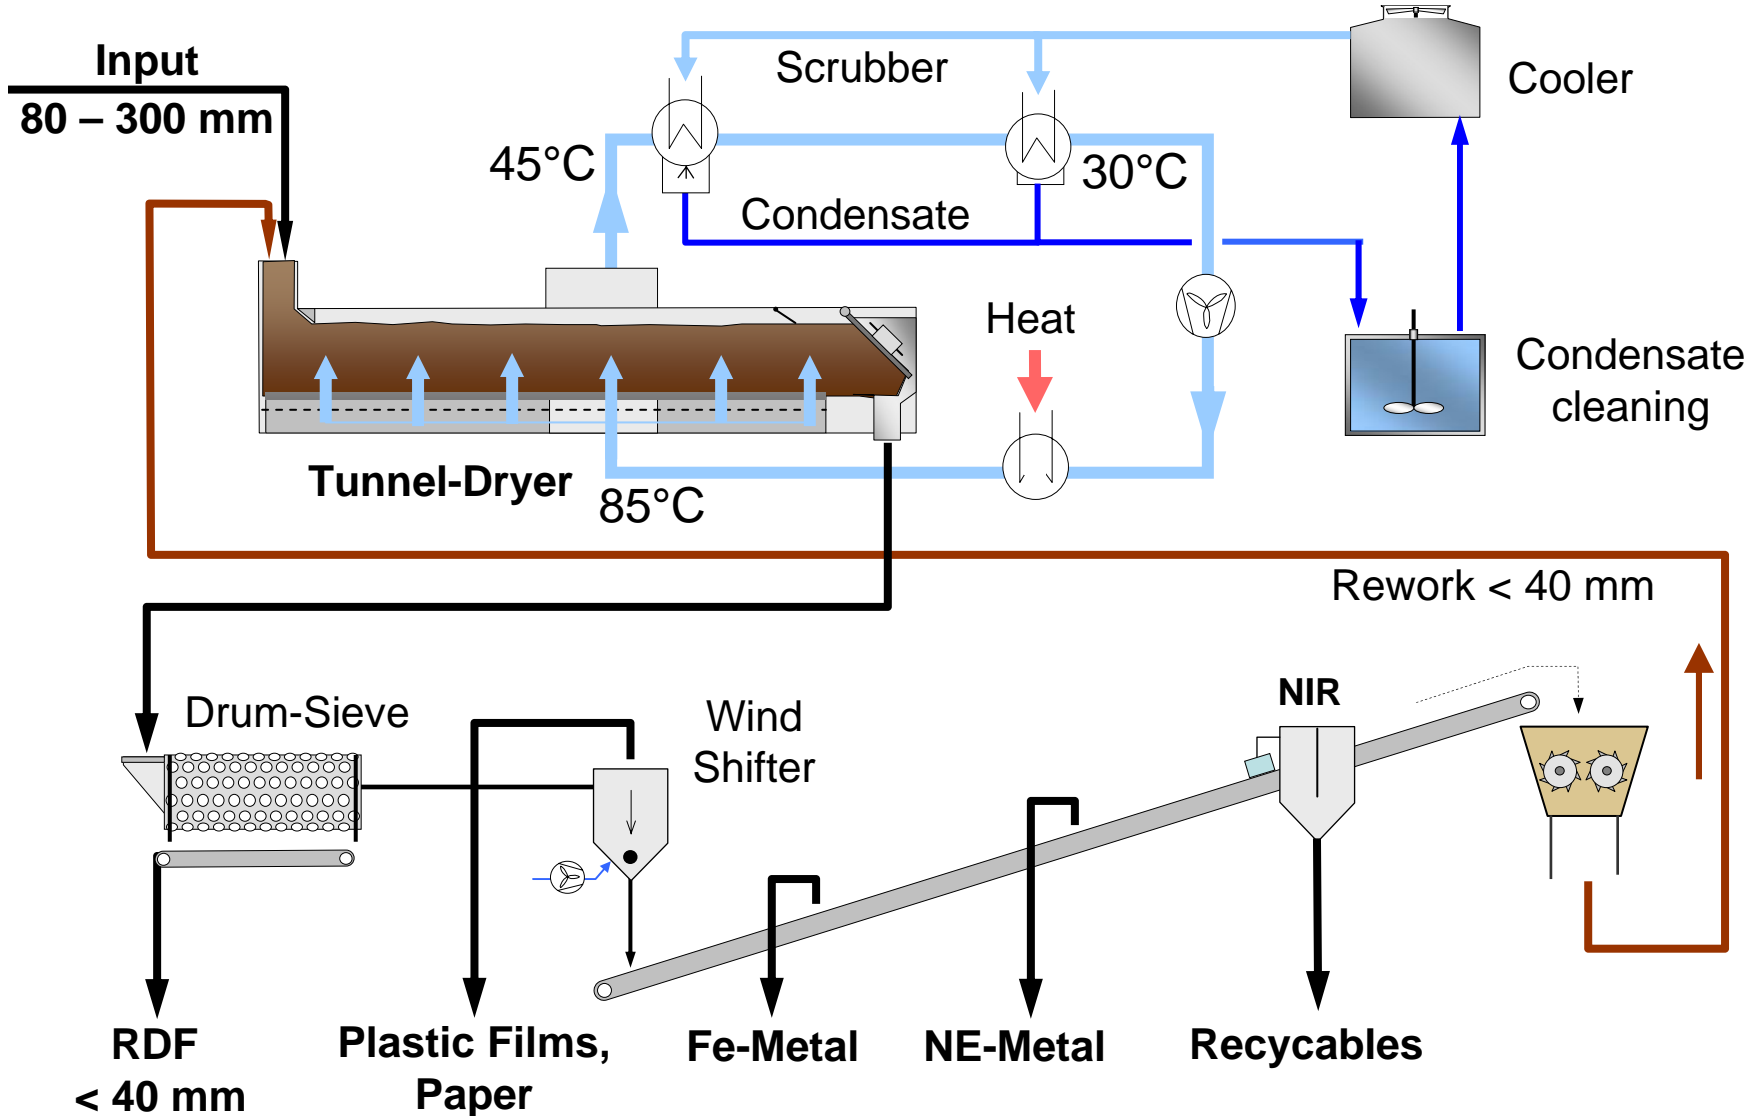 Input
80 – 300 mm
Scrubber
Cooler
45°C
30°C
Condensate
Heat
Condensate
cleaning
Tunnel-Dryer
85°C
Rework < 40 mm
Drum-Sieve
Wind
Shifter
NIR
RDF
< 40 mm
Plastic Films,
Paper
Fe-Metal
NE-Metal
Recycables